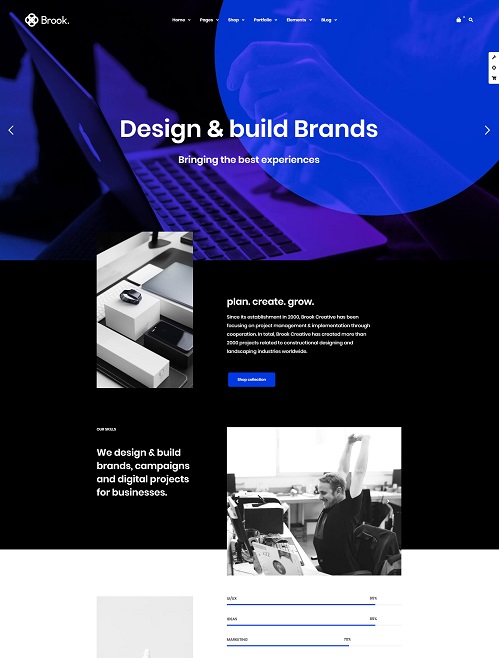 Brook.
Home Pages Shop Portfolio Elements Blog
Design & build Brands
Bringing the best experiences
plan. create. grow.
Since its establishment in 2000, Brook Creative has been
focusing on project management & implementation through
cooperation. In total, Brook Creative has created more than
2000 projects related to constructional designing and
landscaping industries worldwide.
Shop collection
OUR SKILLS
We design & build
brands, campaigns
and digital projects
for businesses.
UI/UX
IDEAS
MARKETING